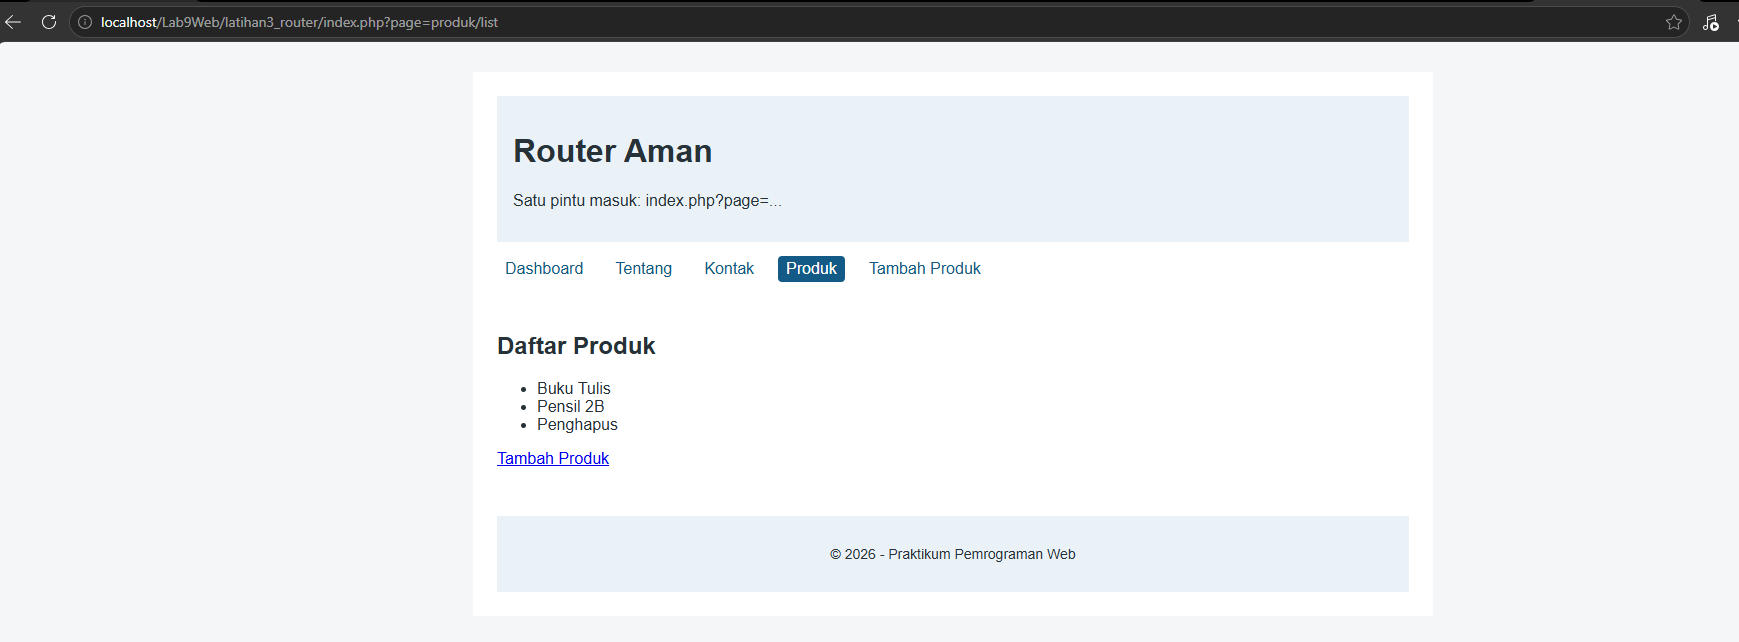 localhost/Lab9Web/latihan3_router/index.php?page=produk/list
Router Aman
Satu pintu masuk: index.php?page=...
Dashboard Tentang Kontak Produk Tambah Produk
Daftar Produk
Buku Tulis
Pensil 2B
Penghapus
Tambah Produk
© 2026 - Praktikum Pemrograman Web